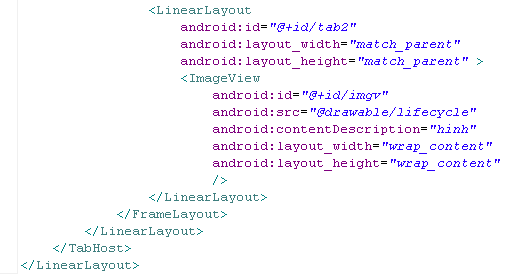 <LinearLayout
android:id="@+id/tab2"
android:layout_width="match_parent"
android:layout_height="match_parent" >
<ImageView
android:id="@+id/imgv"
android:src="@drawable/lifecycle"
android:contentDescription="hinh"
android:layout_width="wrap_content"
android:layout_height="wrap_content"
/>
</LinearLayout>
</FrameLayout>
</LinearLayout>
</TabHost>
</LinearLayout>